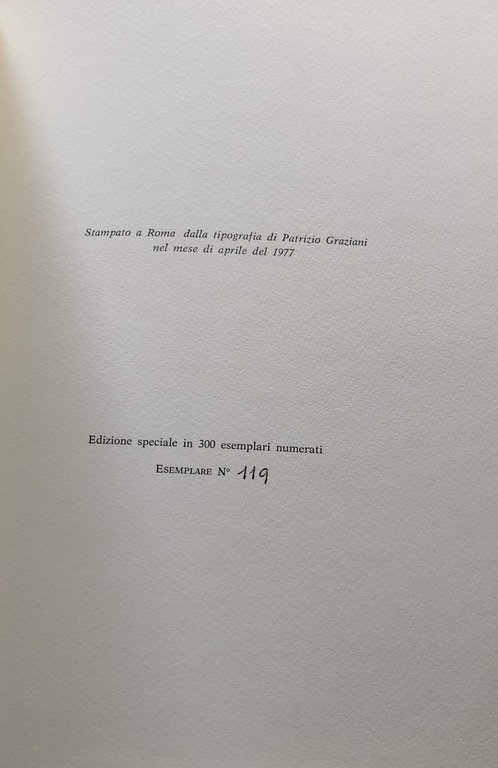 Stampato a Roma dalla tipografia di Patrizio Graziani
nel mese di aprile del 1977
Edizione speciale in 300 esemplari numerati
ESEMPLARE Nº 119